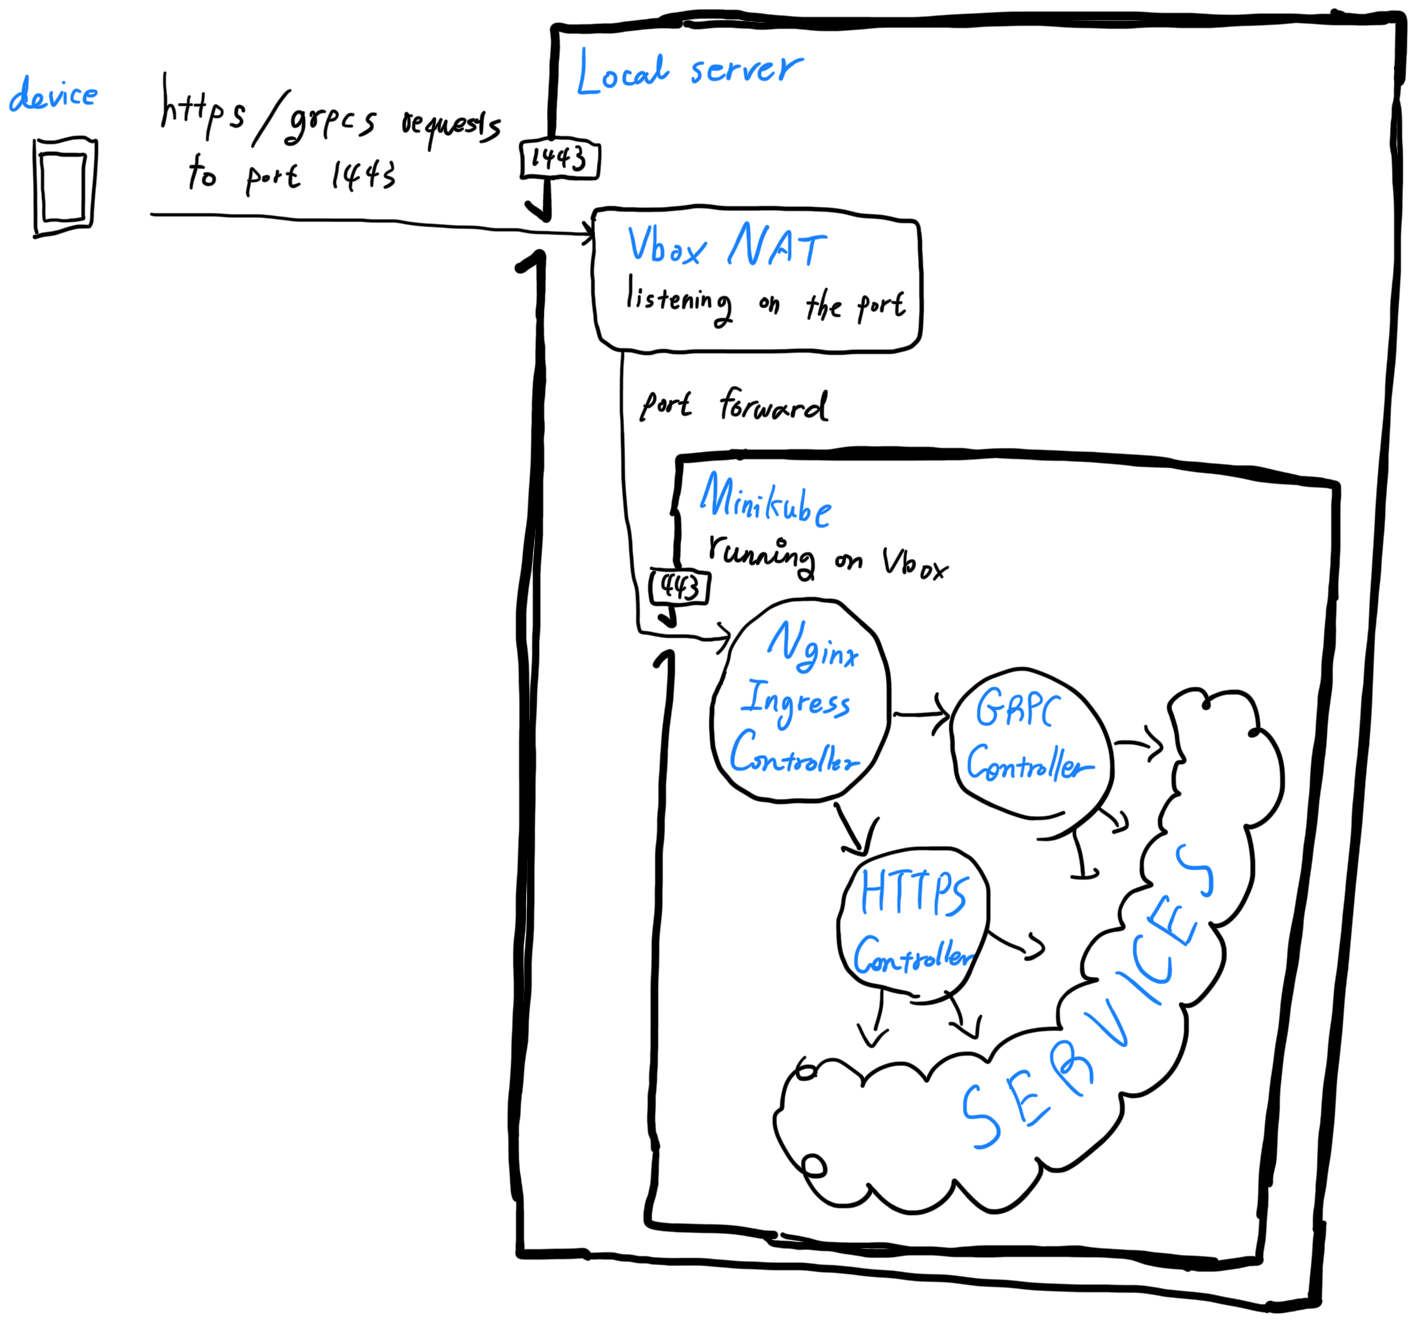 device
https/grpcs requests
to port 1443
Local server
1443
Vbox NAT
listening on the port
port forward
Minikube
running on Vbox
443
Nginx
Ingress
Controller
GRPC
Controller
HTTPS
Controller
SERVICES